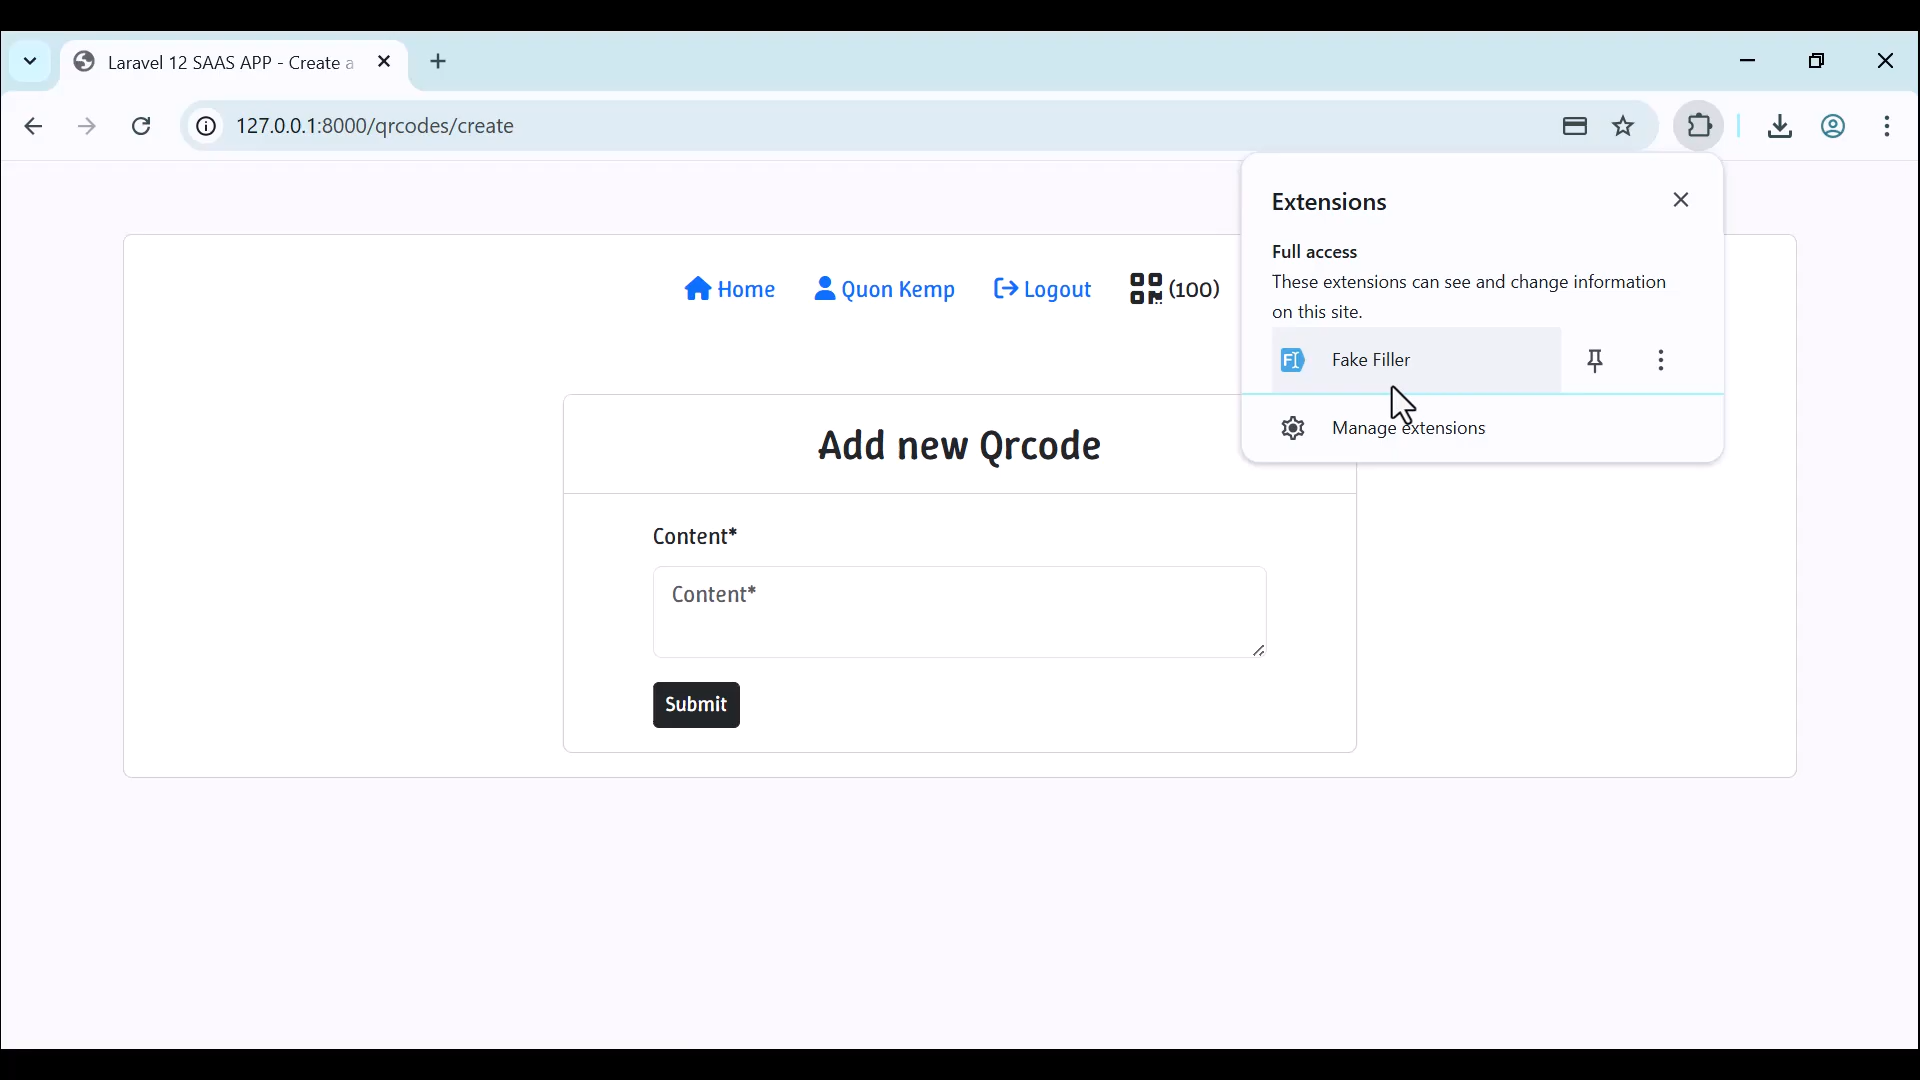 Laravel 12 SAAS APP - Create a
127.0.0.1:8000/qrcodes/create
Extensions
Full access
These extensions can see and change information
on this site.
Fake Filler
Manage extensions
Home
Quon Kemp
Logout
(100)
Add new Qrcode
Content*
Content*
Submit